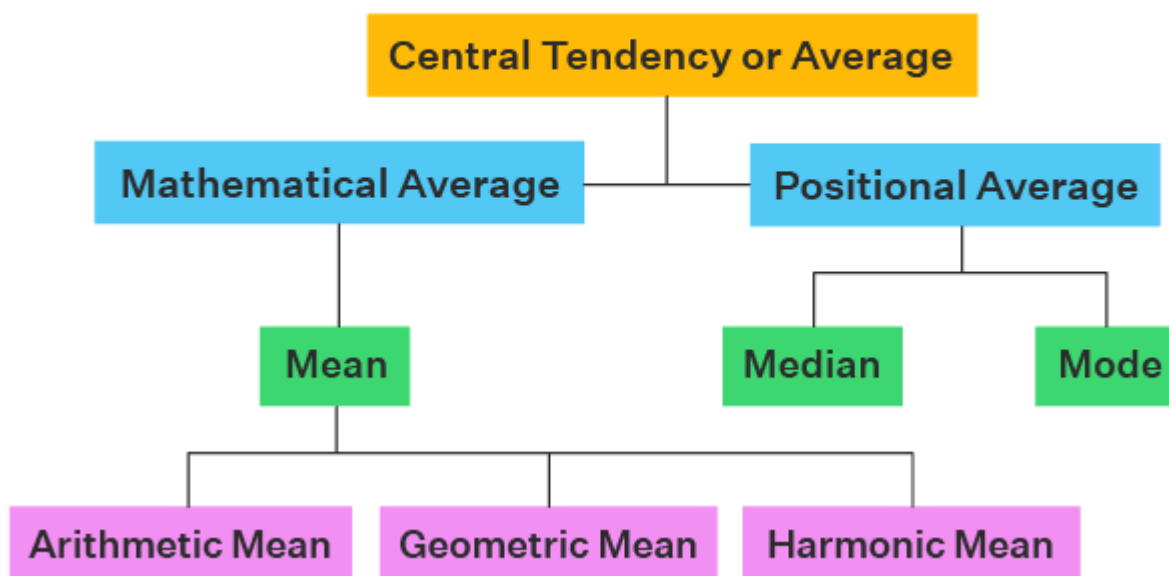 Central Tendency or Average
Mathematical Average
Positional Average
Mean
Median
Mode
Arithmetic Mean
Geometric Mean
Harmonic Mean